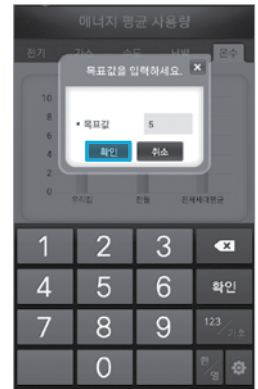 에너지 평균 사용량
전기 가스 수도 난방 온수
목표값을 입력하세요. ×
10
8
• 목표값 5
6
확인 취소
4
2
0
우리집 한동 전세세대평균
1 2 3
4 5 6 확인
7 8 9 123/기호
0 한/영